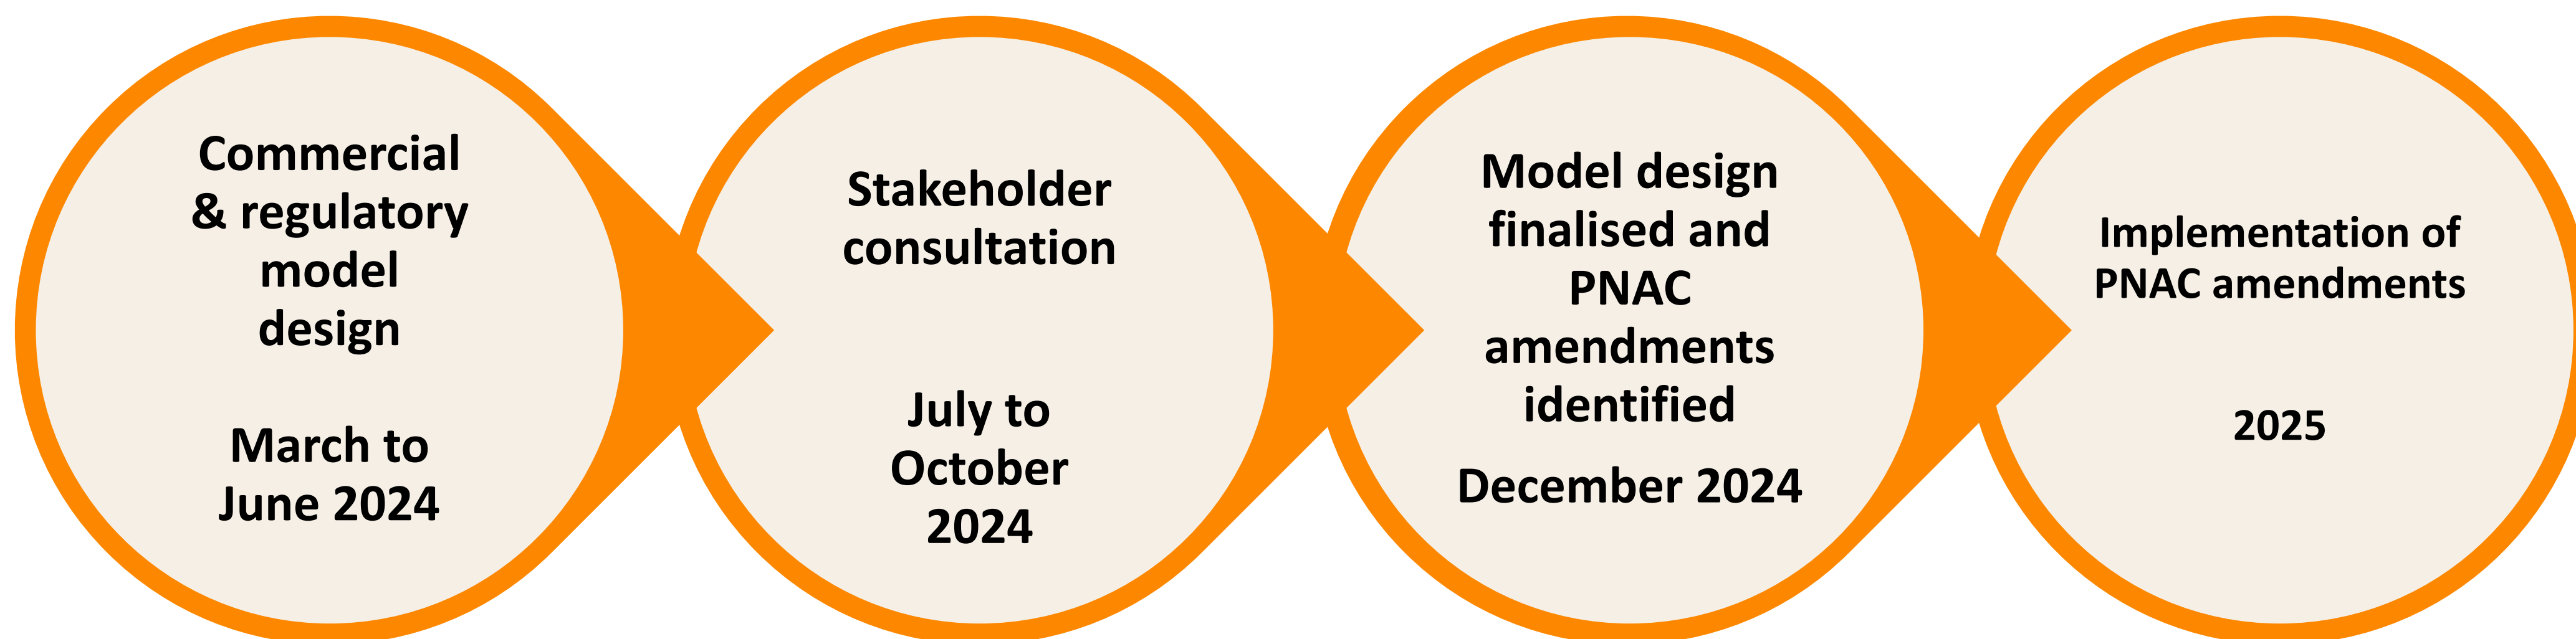 Commercial
& regulatory
model
design
March to
June 2024
Stakeholder
consultation
July to
October
2024
Model design
finalised and
PNAC
amendments
identified
December 2024
Implementation of
PNAC amendments
2025